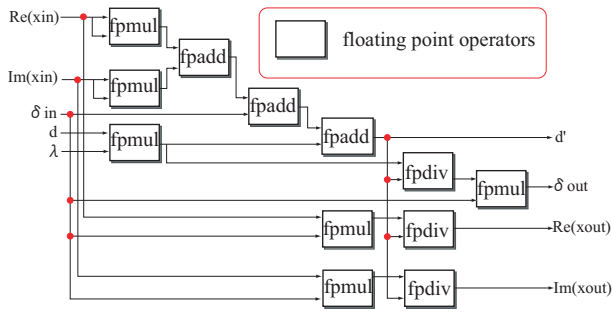 Re(xin)
fpmul
floating point operators
fpadd
Im(xin)
fpmul
fpadd
δ in
d
fpmul
fpadd
d'
λ
fpdiv
fpmul
δ out
fpmul
fpdiv
Re(xout)
fpmul
fpdiv
Im(xout)